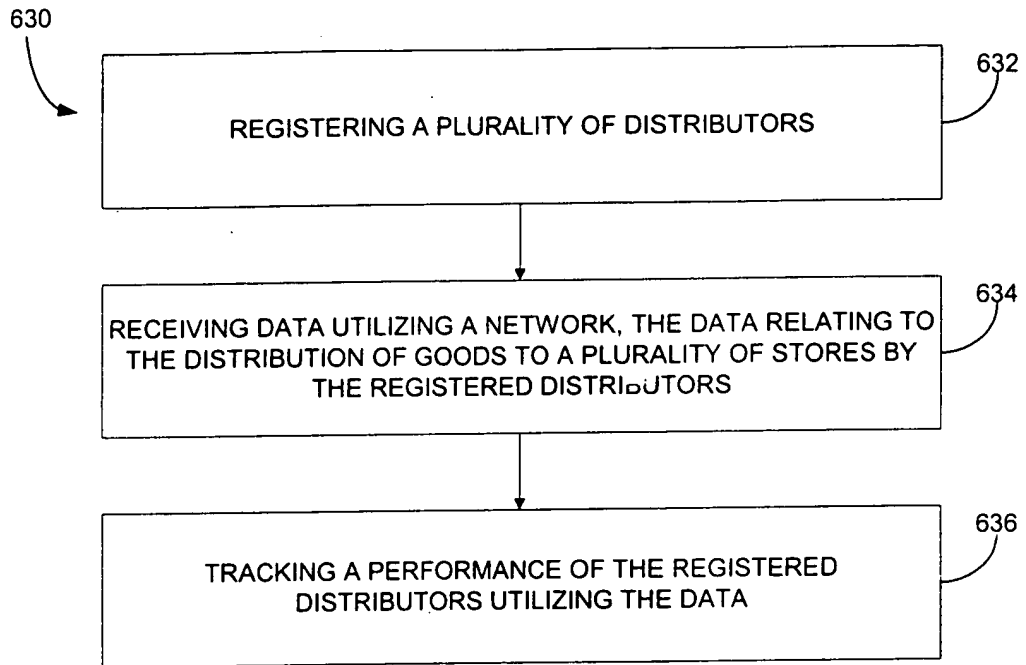 630
632
REGISTERING A PLURALITY OF DISTRIBUTORS
634
RECEIVING DATA UTILIZING A NETWORK, THE DATA RELATING TO
THE DISTRIBUTION OF GOODS TO A PLURALITY OF STORES BY
THE REGISTERED DISTRIBUTORS
636
TRACKING A PERFORMANCE OF THE REGISTERED
DISTRIBUTORS UTILIZING THE DATA